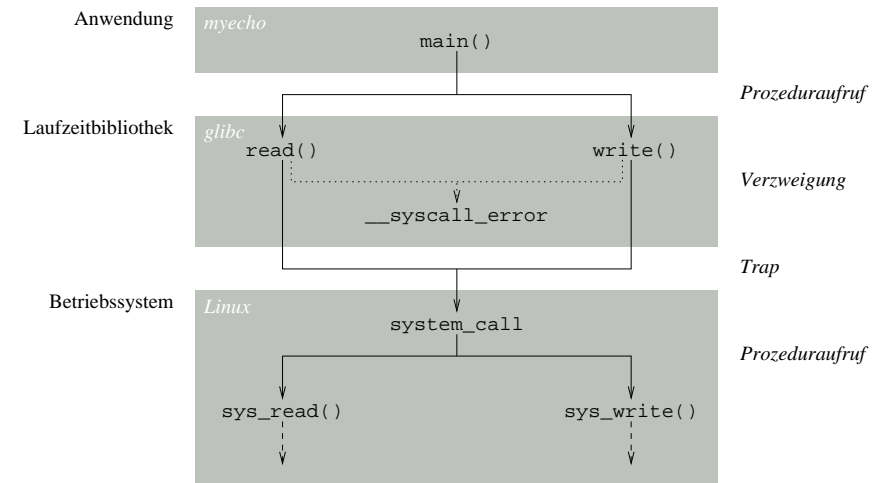 Anwendung
myecho
main()
Prozeduraufruf
Laufzeitbibliothek
glibc
read()
write()
Verzweigung
__syscall_error
Trap
Betriebssystem
Linux
system_call
Prozeduraufruf
sys_read()
sys_write()